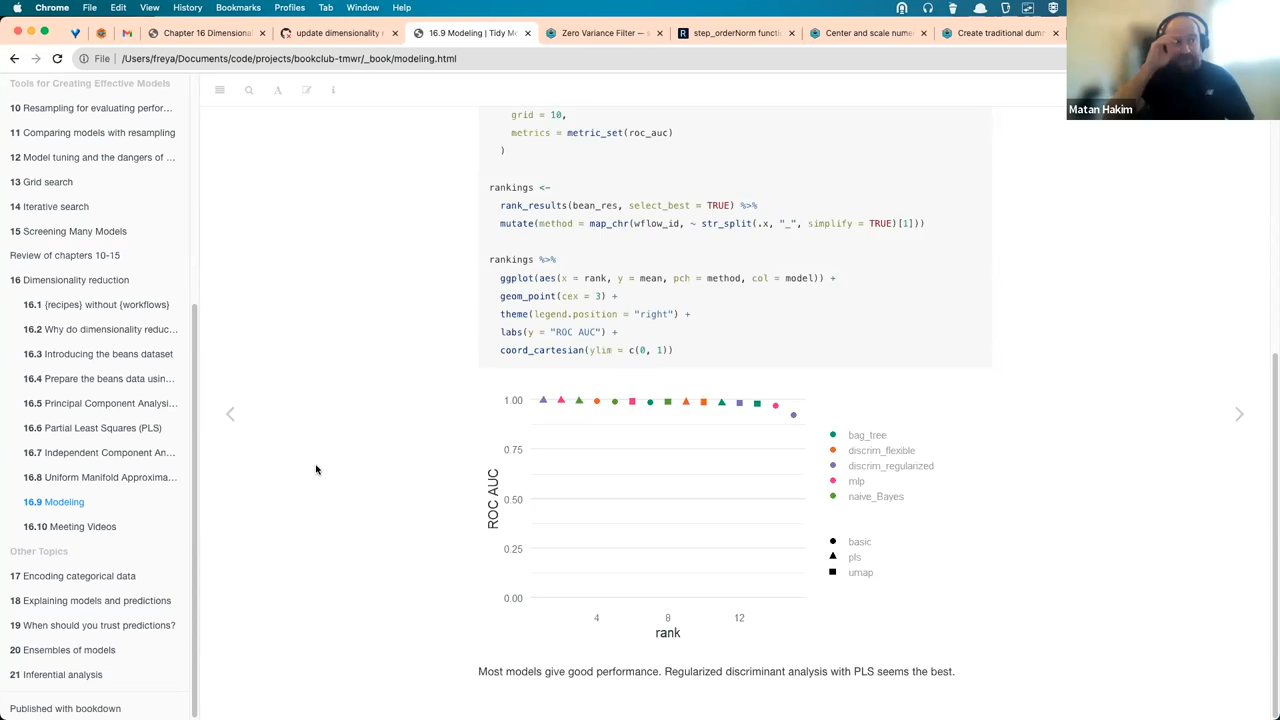 Chrome File Edit View History Bookmarks Profiles Tab Window Help
Chapter 16 Dimensional
update dimensionality
16.9 Modeling | Tidy Mo
Zero Variance Filter — s
step_orderNorm functio
Center and scale nume
Create traditional dum
File /Users/freya/Documents/code/projects/bookclub-tmwr/_book/modeling.html
Matan Hakim
Tools for Creating Effective Models
10 Resampling for evaluating perfor...
11 Comparing models with resampling
12 Model tuning and the dangers of ...
13 Grid search
14 Iterative search
15 Screening Many Models
Review of chapters 10-15
16 Dimensionality reduction
16.1 {recipes} without {workflows}
16.2 Why do dimensionality reduc...
16.3 Introducing the beans dataset
16.4 Prepare the beans data usin...
16.5 Principal Component Analysi...
16.6 Partial Least Squares (PLS)
16.7 Independent Component An...
16.8 Uniform Manifold Approxima...
16.9 Modeling
16.10 Meeting Videos
Other Topics
17 Encoding categorical data
18 Explaining models and predictions
19 When should you trust predictions?
20 Ensembles of models
21 Inferential analysis
Published with bookdown
grid = 10,
metrics = metric_set(roc_auc)
)
rankings <-
rank_results(bean_res, select_best = TRUE) %>%
mutate(method = map_chr(wflow_id, ~ str_split(.x, "_", simplify = TRUE)[1]))
rankings %>%
ggplot(aes(x = rank, y = mean, pch = method, col = model)) +
geom_point(cex = 3) +
theme(legend.position = "right") +
labs(y = "ROC AUC") +
coord_cartesian(ylim = c(0, 1))
1.00
0.75
0.50
0.25
0.00
ROC AUC
4 8 12
rank
bag_tree
discrim_flexible
discrim_regularized
mlp
naive_Bayes
basic
pls
umap
Most models give good performance. Regularized discriminant analysis with PLS seems the best.